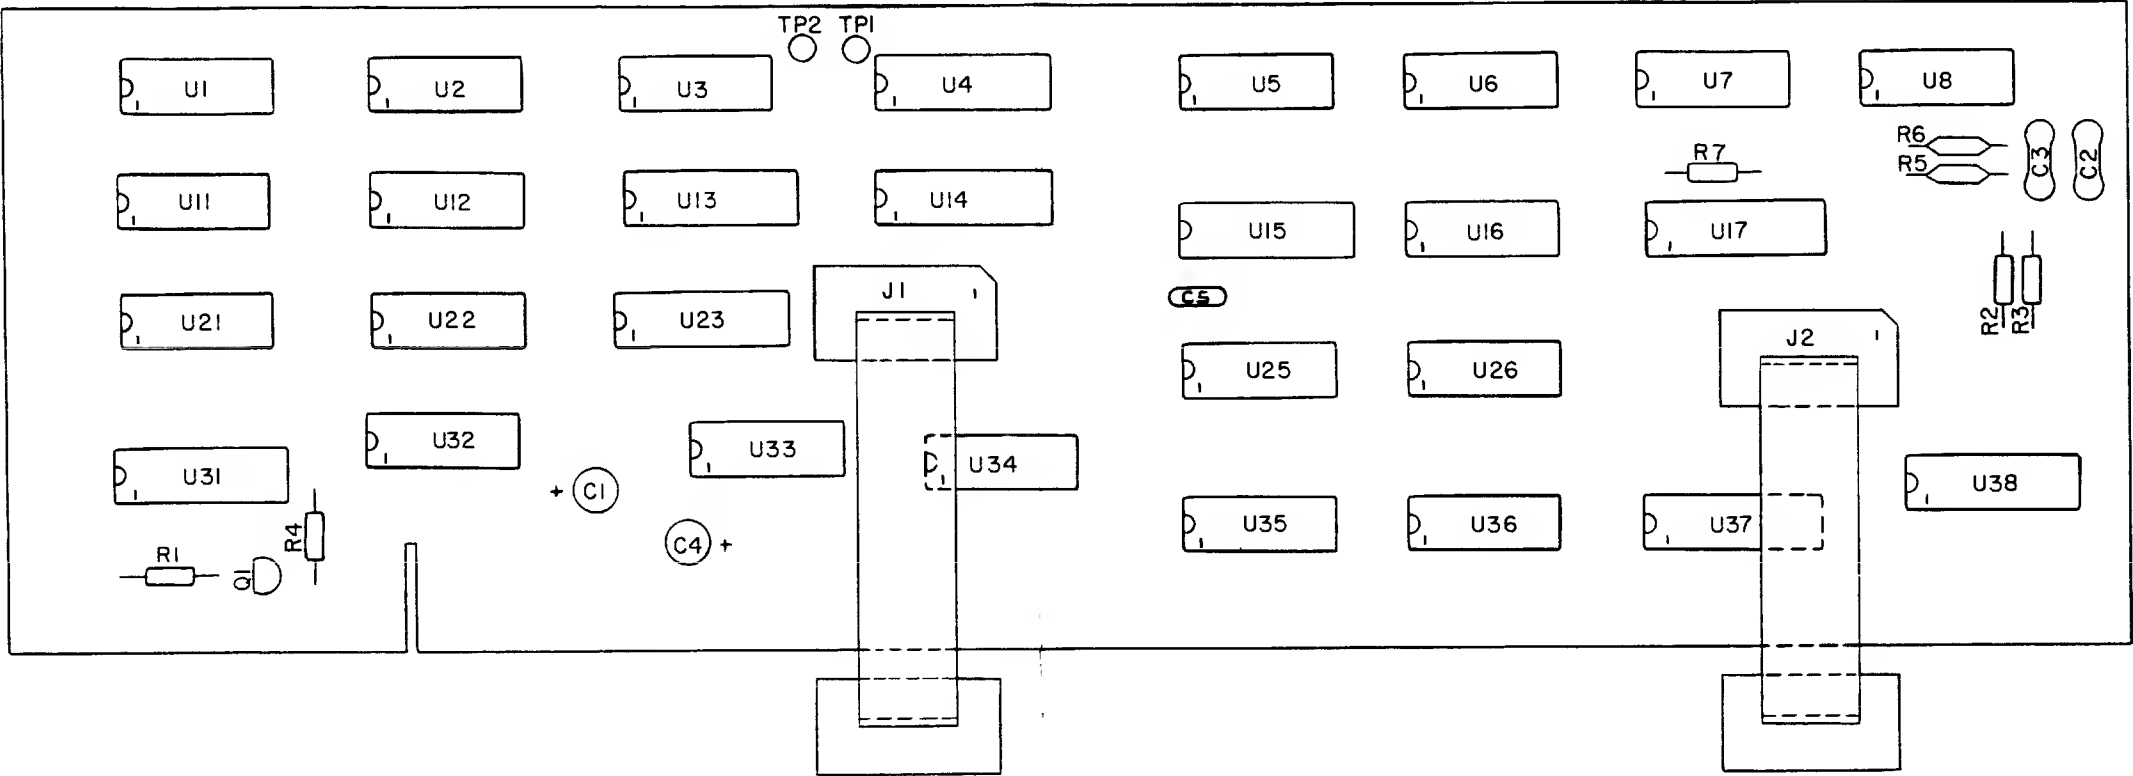 TP2 TP1
U1 U2 U3 U4 U5 U6 U7 U8
R6
R7
R5
C3 C2
U11 U12 U13 U14
U15 U16 U17
J1
C5
R2 R3
U21 U22 U23
J2
U25 U26
U32 U33 U34
U31
+ C1
U38
U35 U36 U37
R4
C4 +
R1
Q1